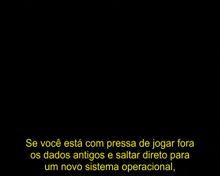 Se você está com pressa de jogar fora
os dados antigos e saltar direto para
um novo sistema operacional,